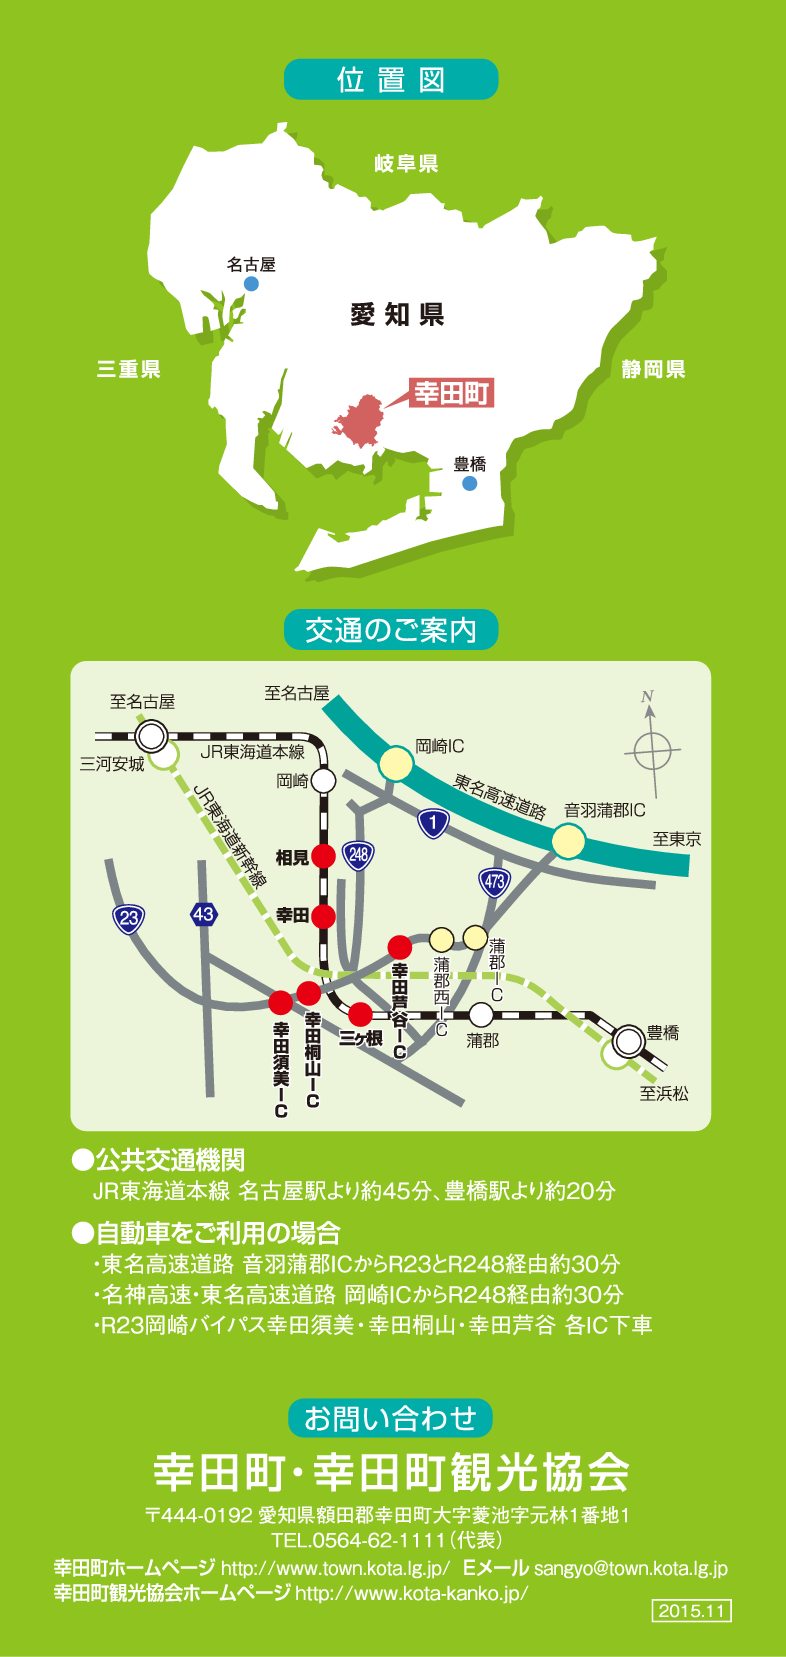 位置図
岐阜県
名古屋
愛知県
三重県
静岡県
幸田町
豊橋
交通のご案内
至名古屋
至名古屋
N
岡崎IC
三河安城
JR東海道本線
岡崎
東名高速道路
音羽蒲郡IC
JR東海道新幹線
1
至東京
相見
248
473
23
43
幸田
幸田芦谷IC
蒲郡西IC
蒲郡IC
幸田須美IC
幸田桐山IC
三ヶ根
蒲郡
豊橋
至浜松
●公共交通機関
JR東海道本線 名古屋駅より約45分、豊橋駅より約20分
●自動車をご利用の場合
・東名高速道路 音羽蒲郡ICからR23とR248経由約30分
・名神高速・東名高速道路 岡崎ICからR248経由約30分
・R23岡崎バイパス幸田須美・幸田桐山・幸田芦谷 各IC下車
お問い合わせ
幸田町・幸田町観光協会
〒444-0192 愛知県額田郡幸田町大字菱池字元林1番地1
TEL.0564-62-1111（代表）
幸田町ホームページ http://www.town.kota.lg.jp/ Eメール sangyo@town.kota.lg.jp
幸田町観光協会ホームページ http://www.kota-kanko.jp/
2015.11